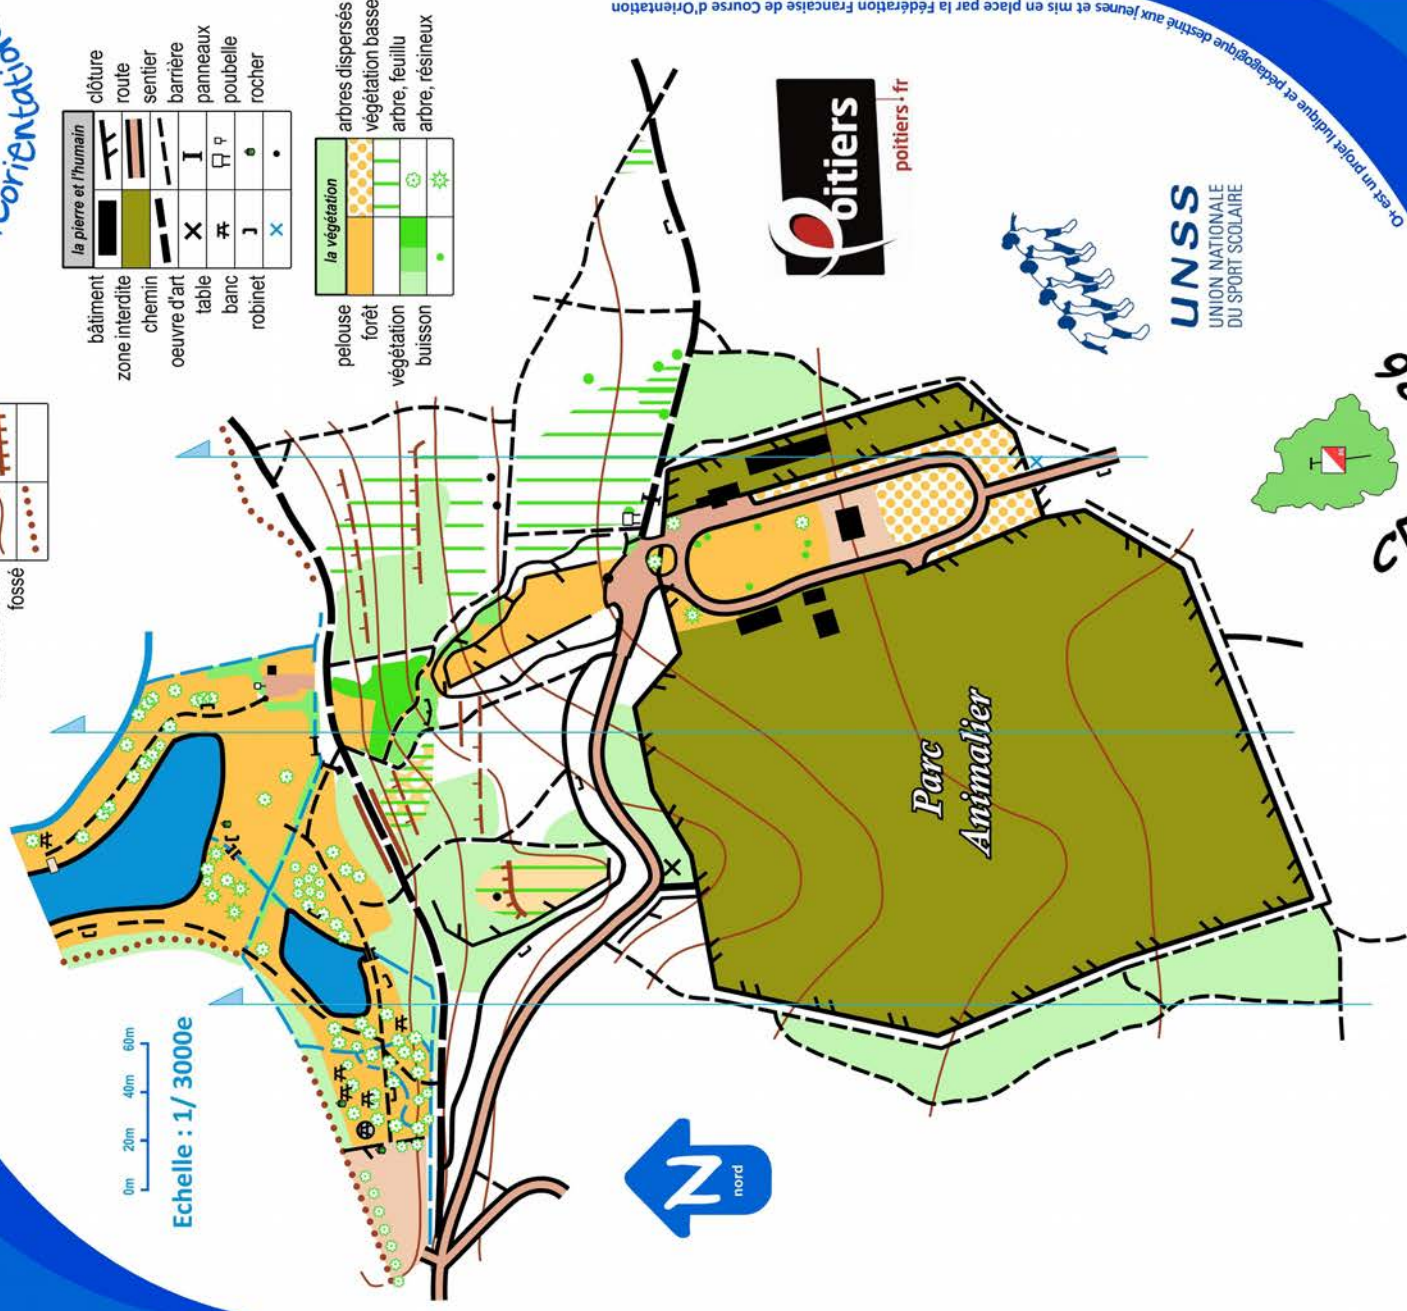 orientation
la pierre et l'humain
bâtiment
zone interdite
chemin
oeuvre d'art
table
banc
robinet
clôture
route
sentier
barrière
panneaux
poubelle
rocher
la végétation
pelouse
forêt
végétation
buisson
arbres dispersés
végétation basse
arbre, feuillu
arbre, résineux
fossé
O+ est un projet ludique et pédagogique destiné aux jeunes et mis en place par la Fédération Française de Course d'Orientation
Poitiers
poitiers·fr
UNSS
UNION NATIONALE
DU SPORT SCOLAIRE
Parc
Animalier
0m 20m 40m 60m
Echelle : 1/ 3000e
N
nord